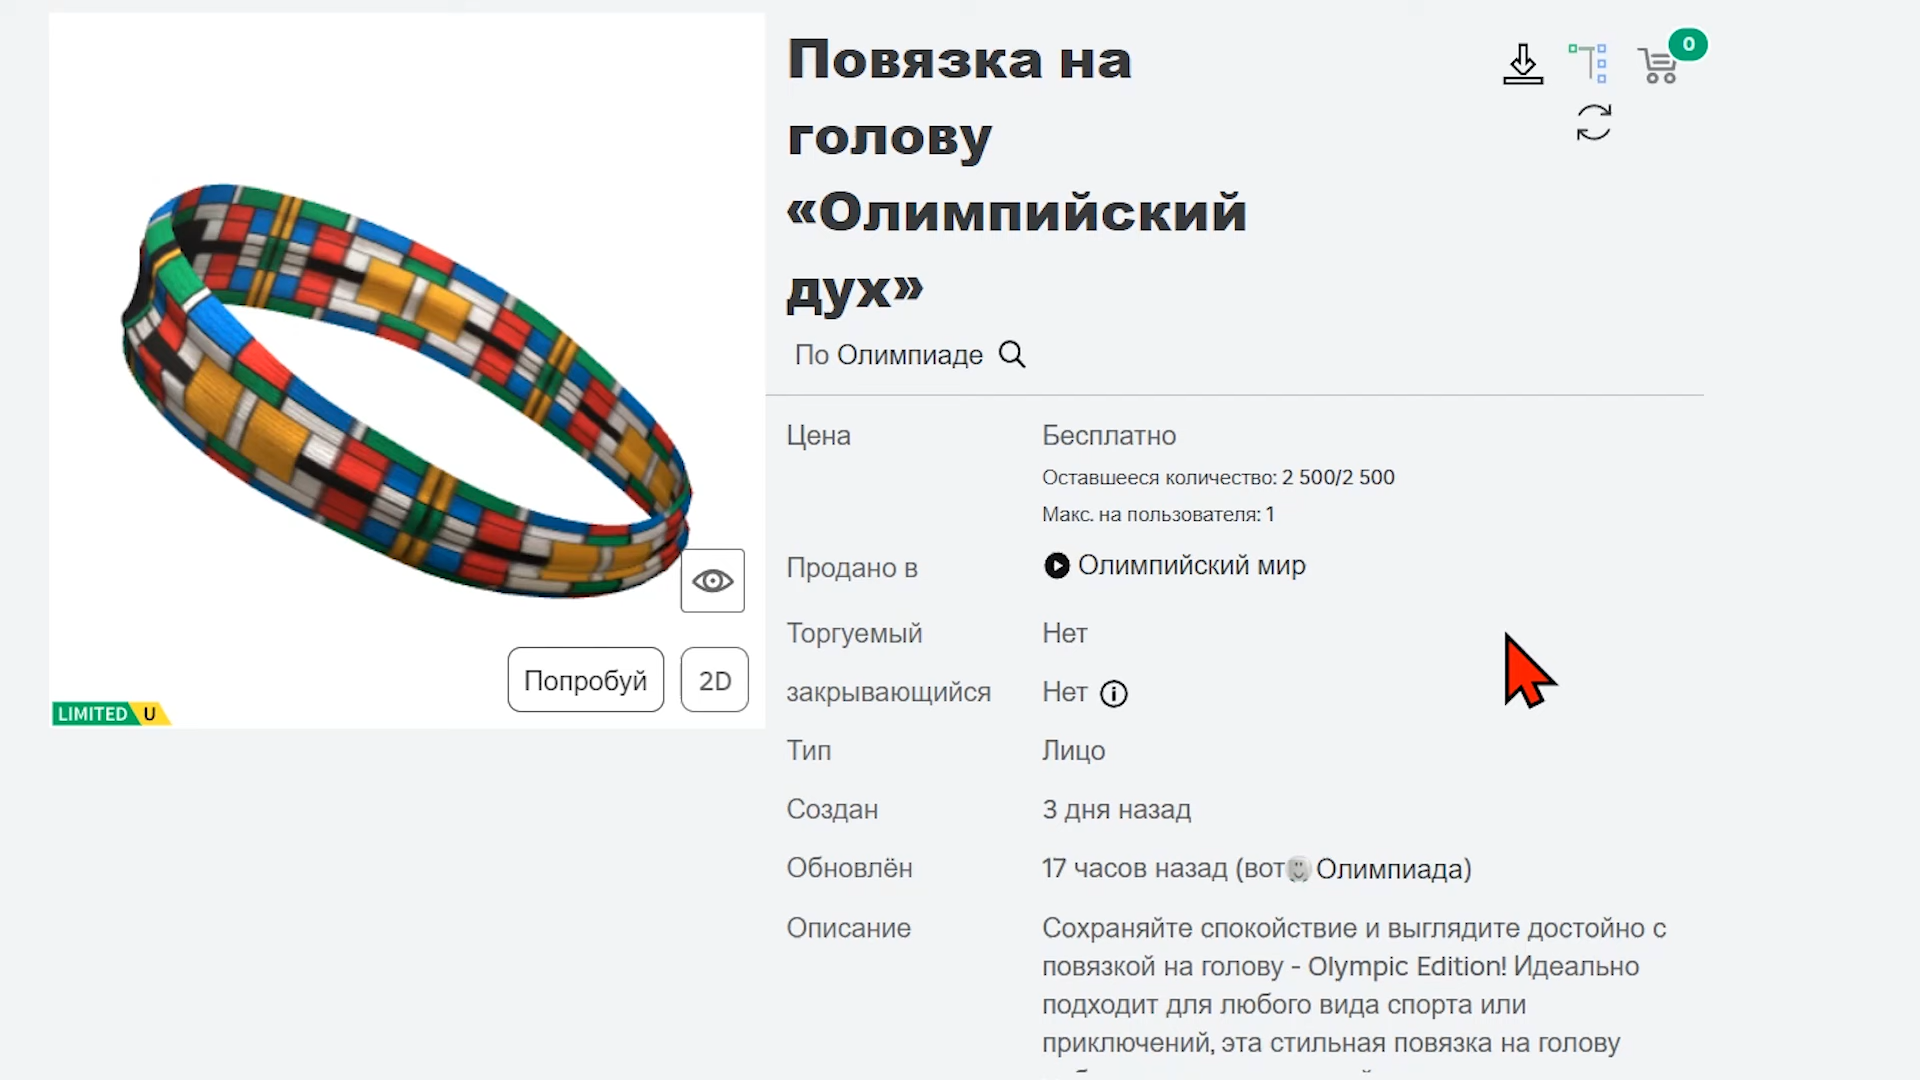 Повязка на
голову
«Олимпийский
дух»
По Олимпиаде
0
Цена
Бесплатно
Оставшееся количество: 2 500/2 500
Макс. на пользователя: 1
Продано в
Олимпийский мир
Торгуемый
Нет
закрывающийся
Нет
Тип
Лицо
Создан
3 дня назад
Обновлён
17 часов назад (вот Олимпиада)
Описание
Сохраняйте спокойствие и выглядите достойно с
повязкой на голову - Olympic Edition! Идеально
подходит для любого вида спорта или
приключений, эта стильная повязка на голову
Попробуй
2D
LIMITED U